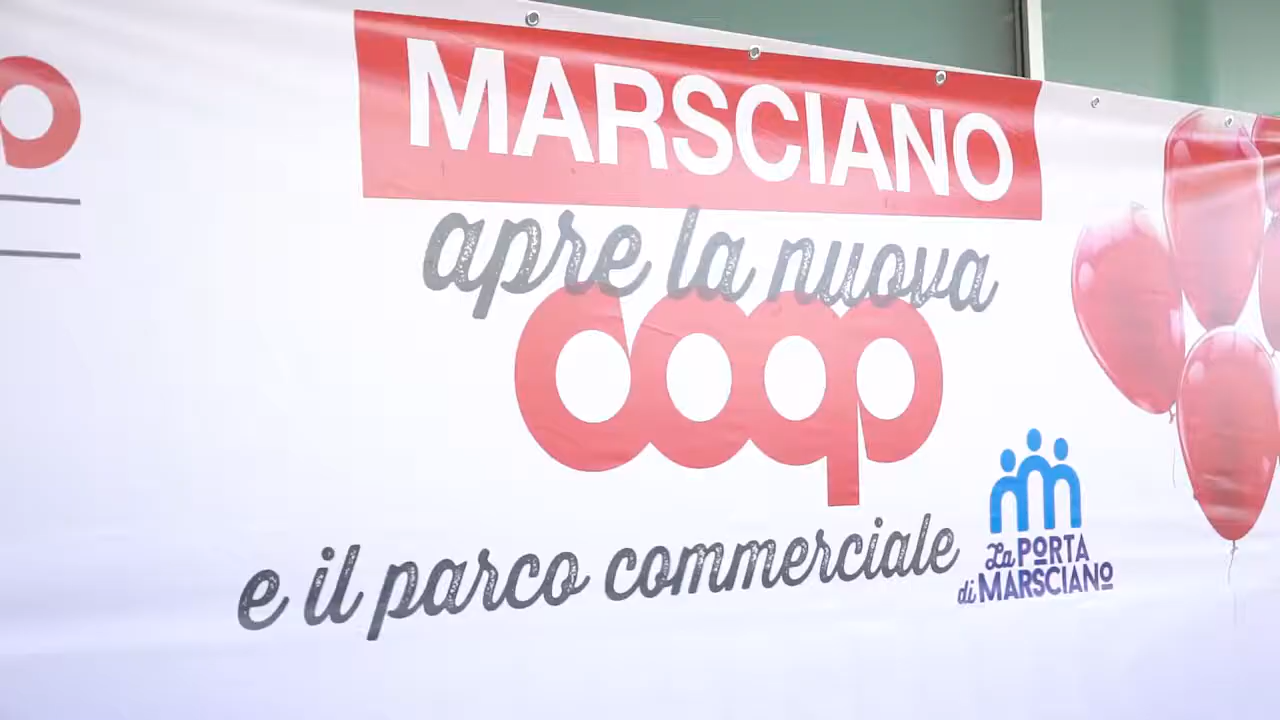 MARSCIANO
apre la nuova
coop
e il parco commerciale
La PORTA
di MARSCIANO